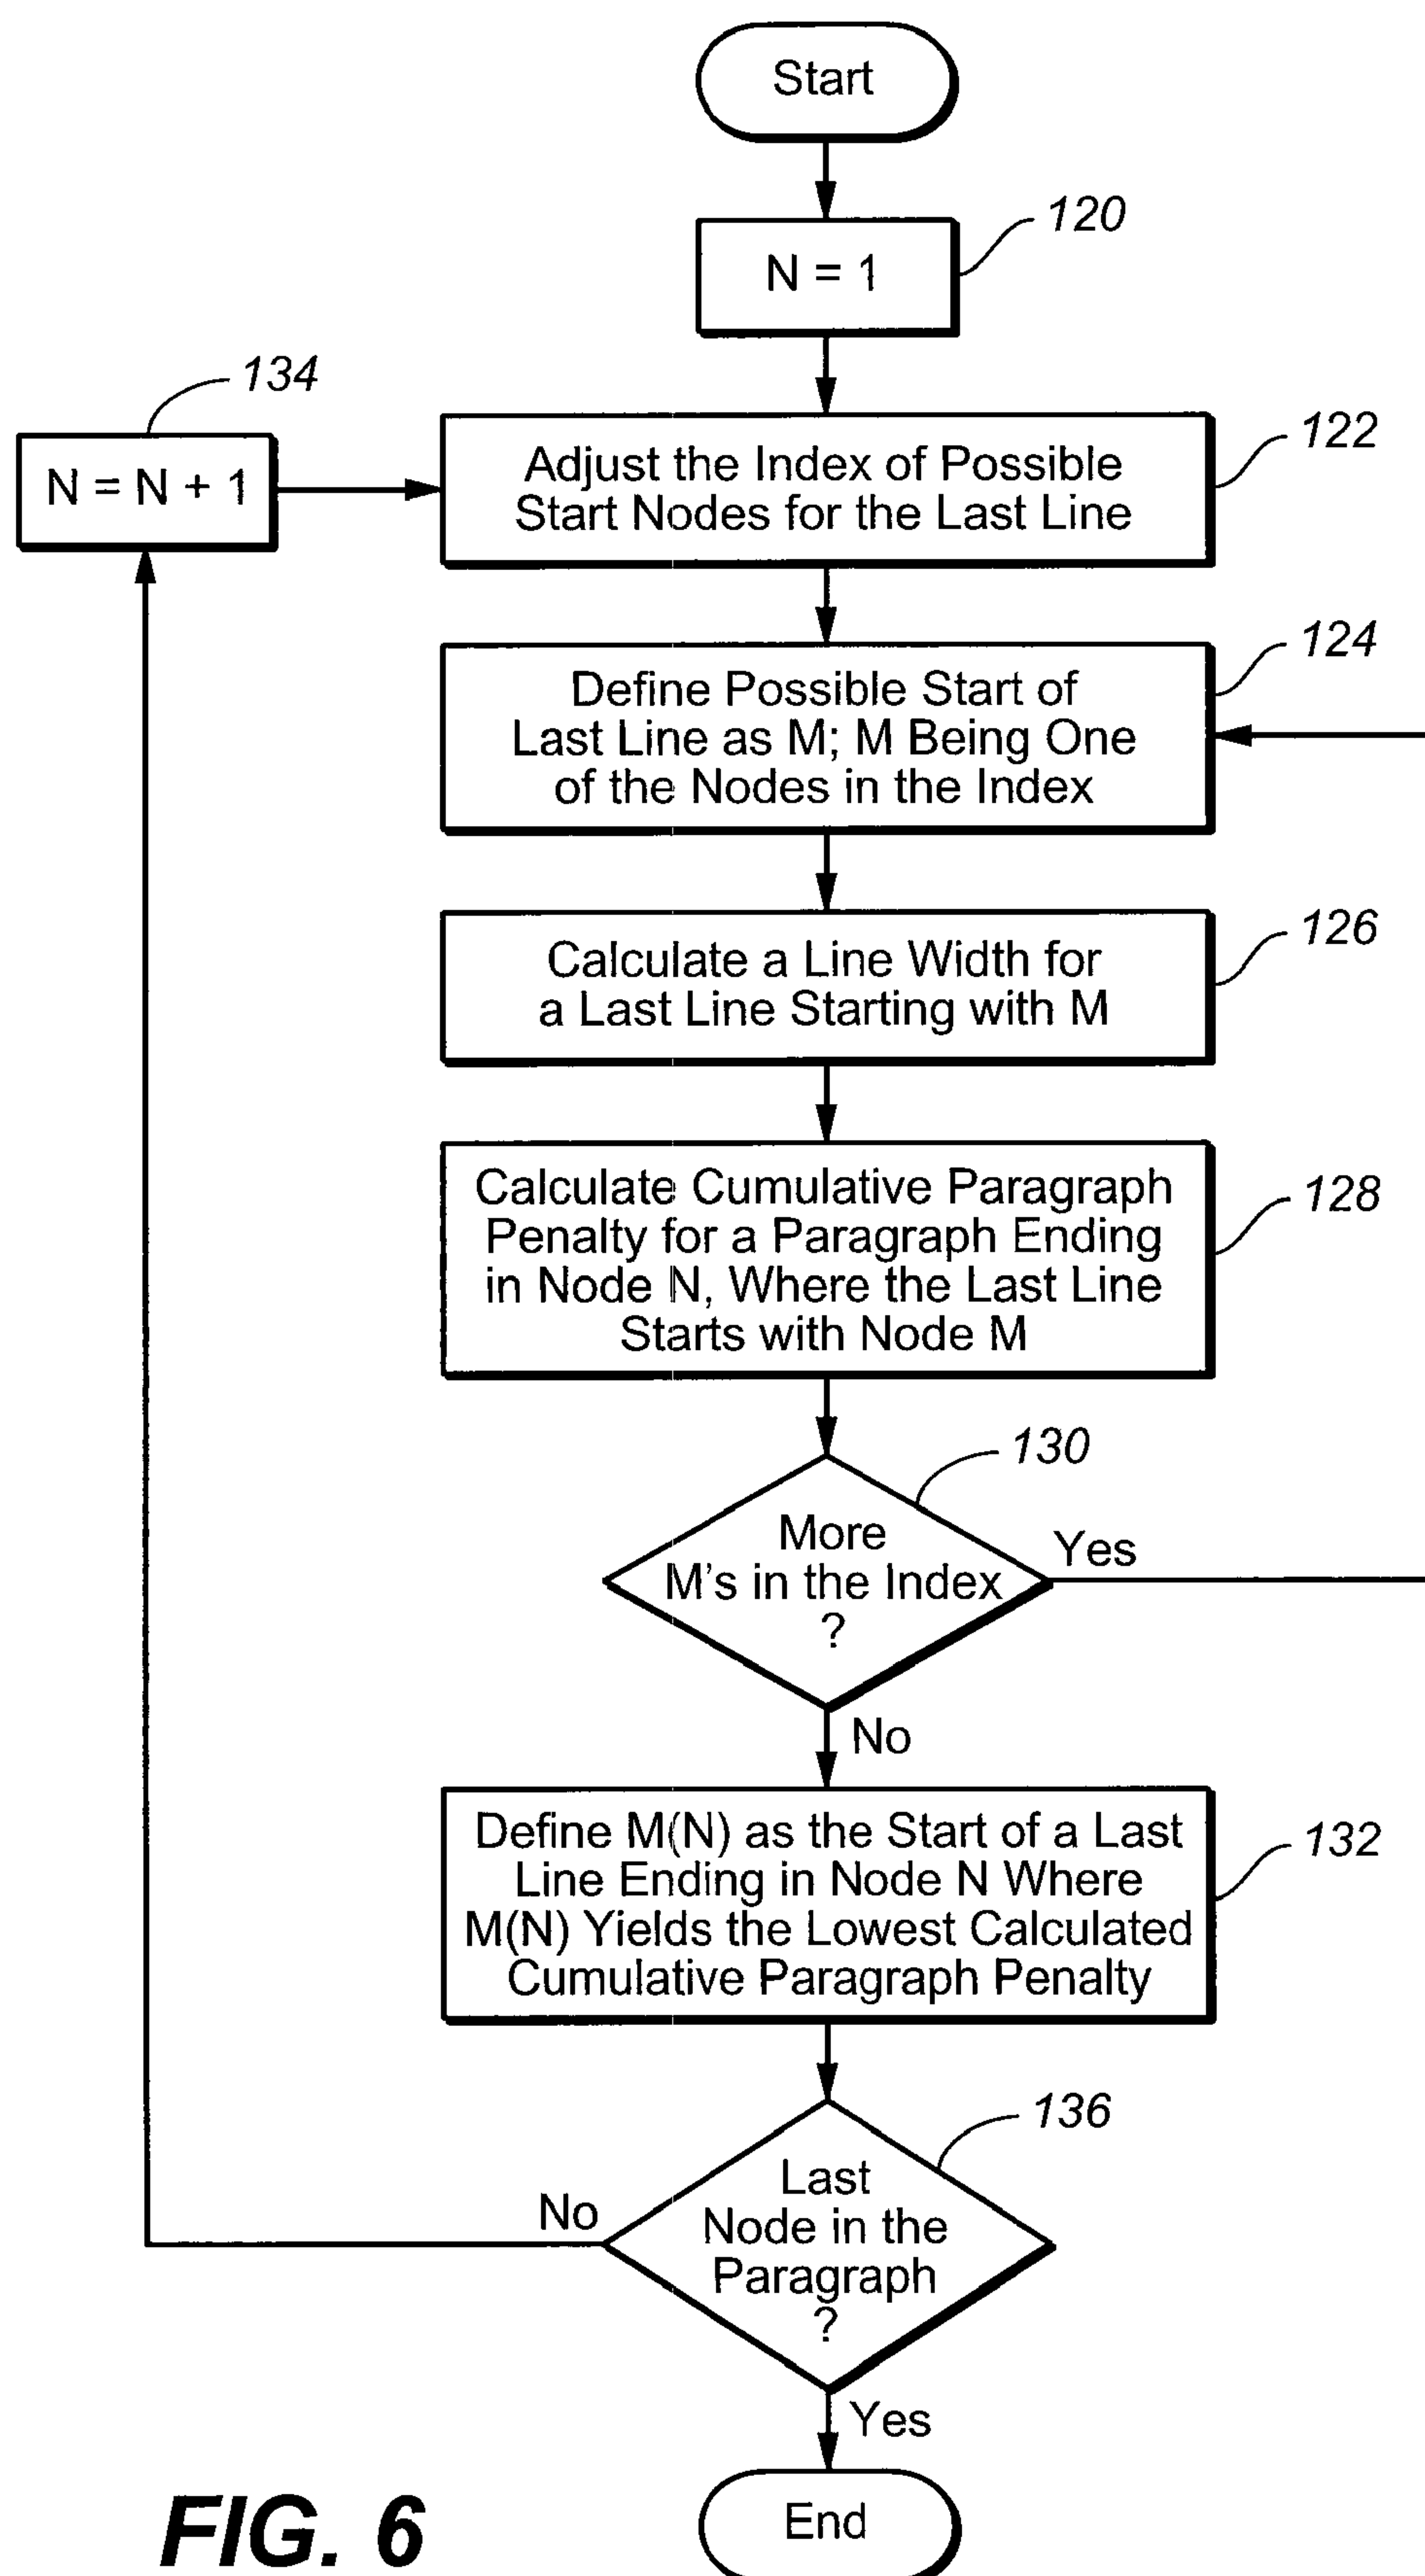 Start
N = 1
120
134
N = N + 1
Adjust the Index of Possible
Start Nodes for the Last Line
122
Define Possible Start of
Last Line as M; M Being One
of the Nodes in the Index
124
Calculate a Line Width for
a Last Line Starting with M
126
Calculate Cumulative Paragraph
Penalty for a Paragraph Ending
in Node N, Where the Last Line
Starts with Node M
128
130
More
M's in the Index
?
Yes
No
Define M(N) as the Start of a Last
Line Ending in Node N Where
M(N) Yields the Lowest Calculated
Cumulative Paragraph Penalty
132
136
Last
Node in the
Paragraph
?
No
Yes
End
FIG. 6